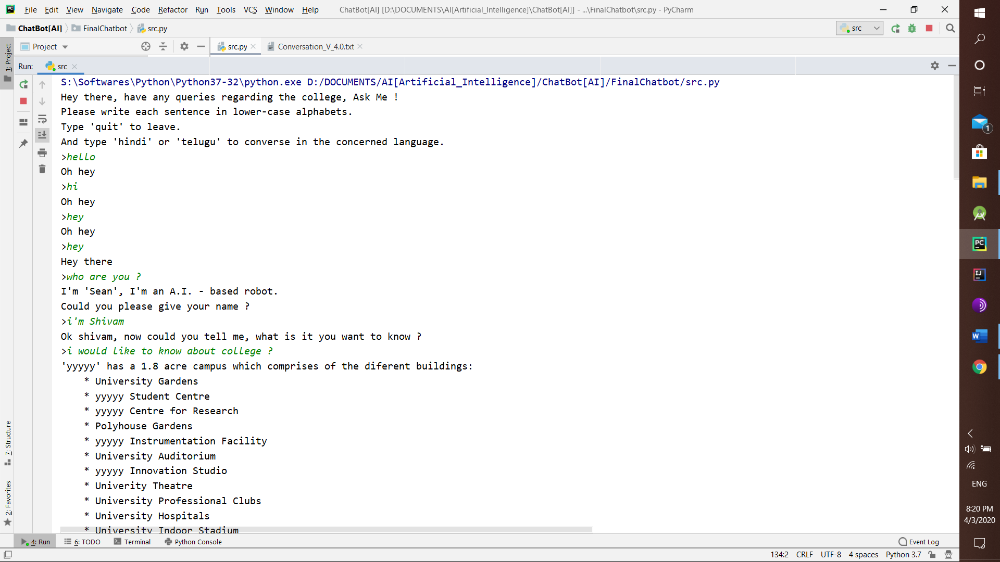 File Edit View Navigate Code Refactor Run Tools VCS Window Help ChatBot[AI] [D:\DOCUMENTS\AI[Artificial_Intelligence]\ChatBot[AI]] - ...\FinalChatbot\src.py - PyCharm
ChatBot[AI] FinalChatbot src.py src
Project src.py Conversation_V_4.0.txt
1: Project
Run: src
S:\Softwares\Python\Python37-32\python.exe D:/DOCUMENTS/AI[Artificial_Intelligence]/ChatBot[AI]/FinalChatbot/src.py
Hey there, have any queries regarding the college, Ask Me !
Please write each sentence in lower-case alphabets.
Type 'quit' to leave.
And type 'hindi' or 'telugu' to converse in the concerned language.
>hello
Oh hey
>hi
Oh hey
>hey
Oh hey
>hey
Hey there
>who are you ?
I'm 'Sean', I'm an A.I. - based robot.
Could you please give your name ?
>i'm Shivam
Ok shivam, now could you tell me, what is it you want to know ?
>i would like to know about college ?
'yyyyy' has a 1.8 acre campus which comprises of the diferent buildings:
* University Gardens
* yyyyy Student Centre
* yyyyy Centre for Research
* Polyhouse Gardens
* yyyyy Instrumentation Facility
* University Auditorium
* yyyyy Innovation Studio
* Univerity Theatre
* University Professional Clubs
* University Hospitals
* University Indoor Stadium
7: Structure
2: Favorites
4: Run 6: TODO Terminal Python Console Event Log
134:2 CRLF UTF-8 4 spaces Python 3.7
1
PC
IJ
W
ENG
8:20 PM
4/3/2020